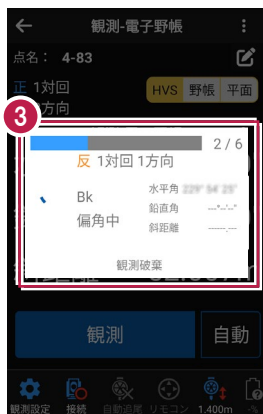 観測-電子野帳
点名： 4-83
正 1対回
方向
HVS 野帳 平面
3
2 / 6
反 1対回 1方向
Bk
偏角中
水平角
鉛直角 ---°--'--"
斜距離 ------.---
観測破棄
観測 自動
観測設定 接続 自動追尾 リモコン 1.400m